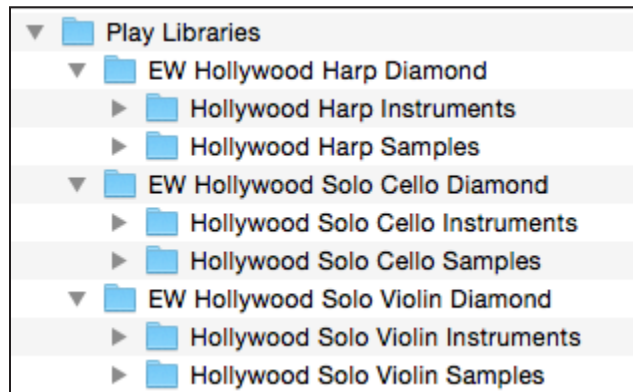 Play Libraries
EW Hollywood Harp Diamond
Hollywood Harp Instruments
Hollywood Harp Samples
EW Hollywood Solo Cello Diamond
Hollywood Solo Cello Instruments
Hollywood Solo Cello Samples
EW Hollywood Solo Violin Diamond
Hollywood Solo Violin Instruments
Hollywood Solo Violin Samples